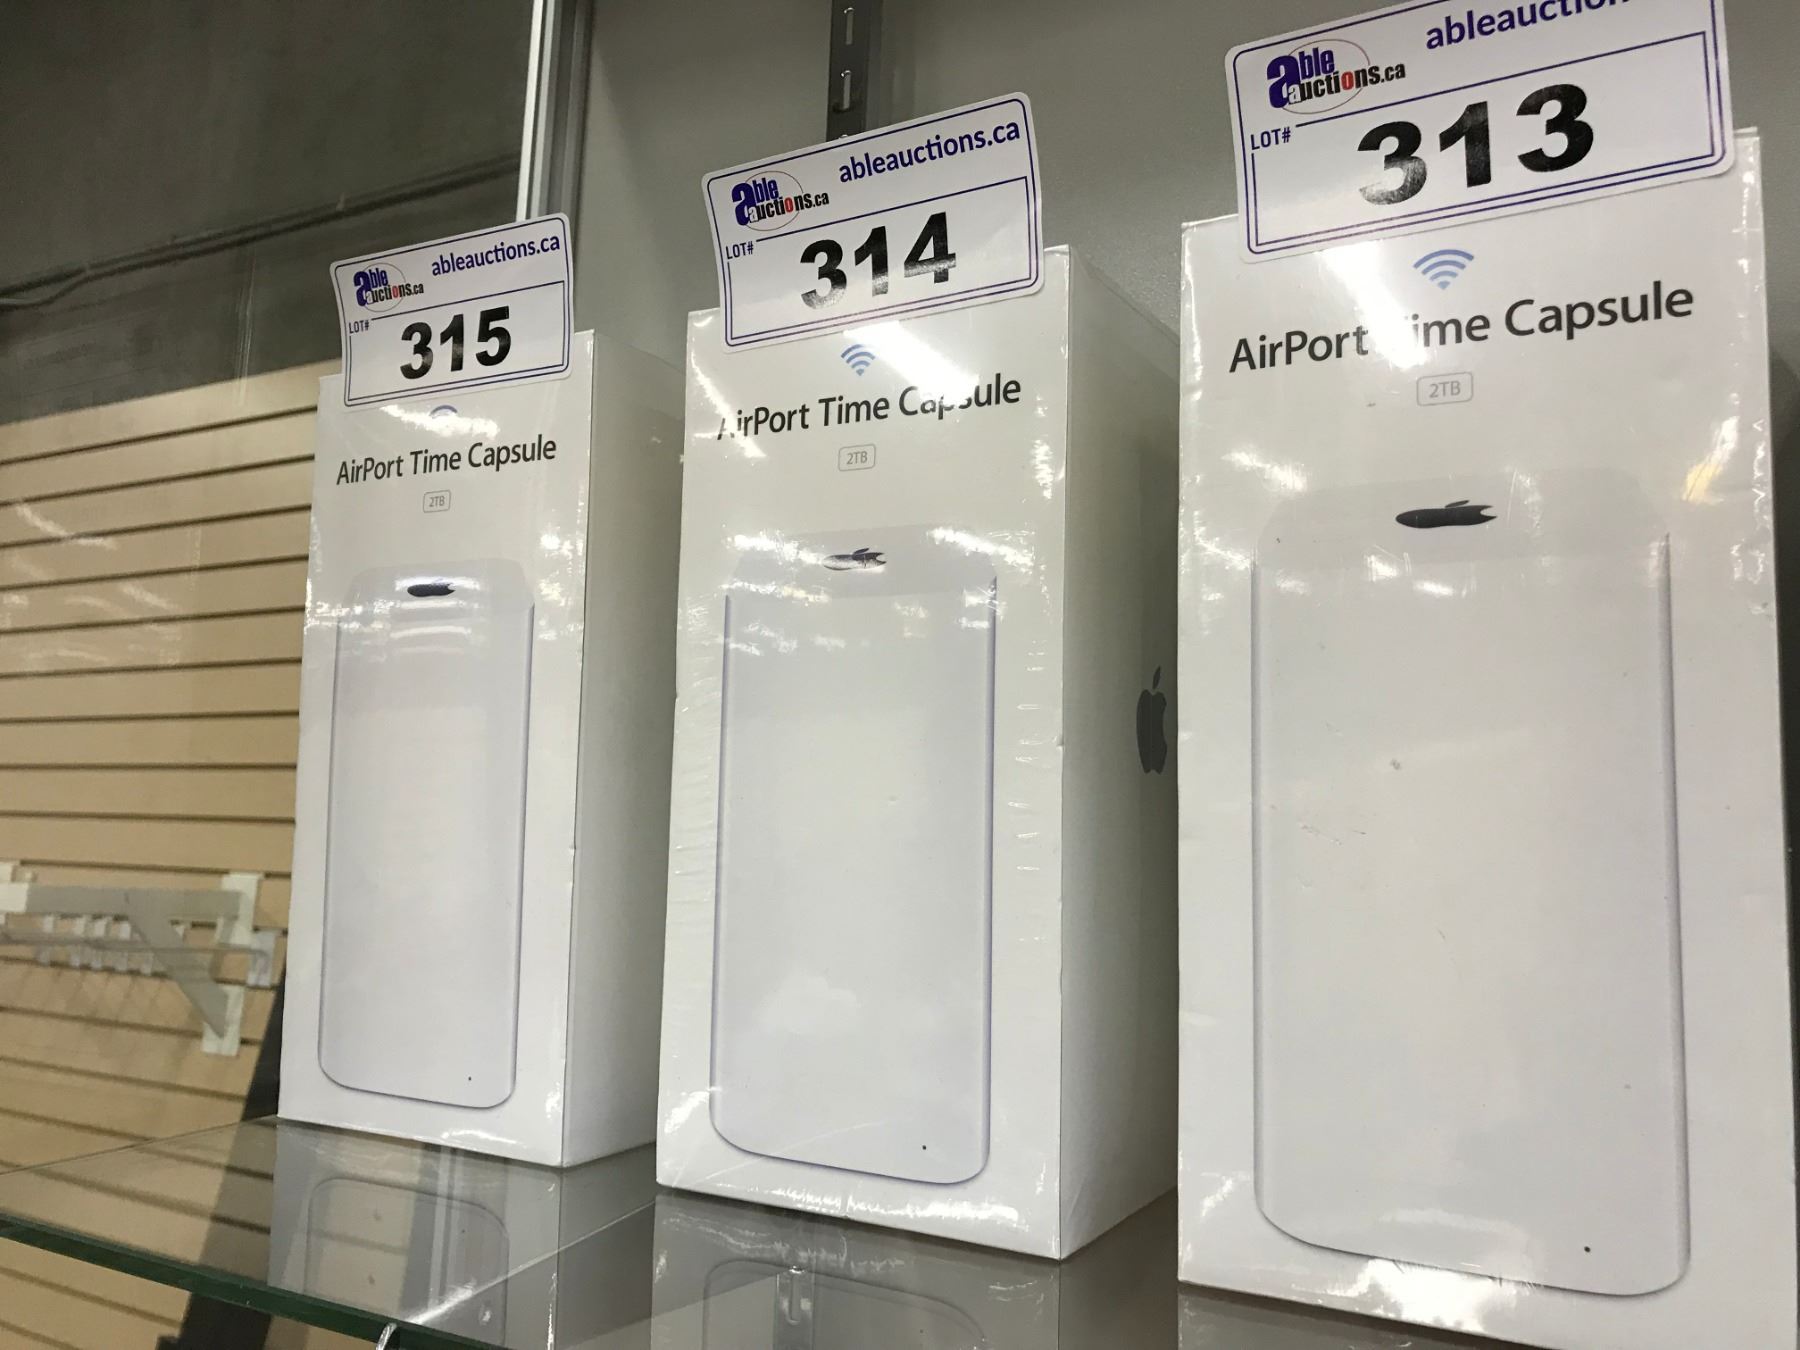 able auctions.ca
ableauctions.ca
LOT#
315
AirPort Time Capsule
2TB
able auctions.ca
ableauctions.ca
LOT#
314
AirPort Time Capsule
2TB
able auctions.ca
ableauction
LOT#
313
AirPort Time Capsule
2TB